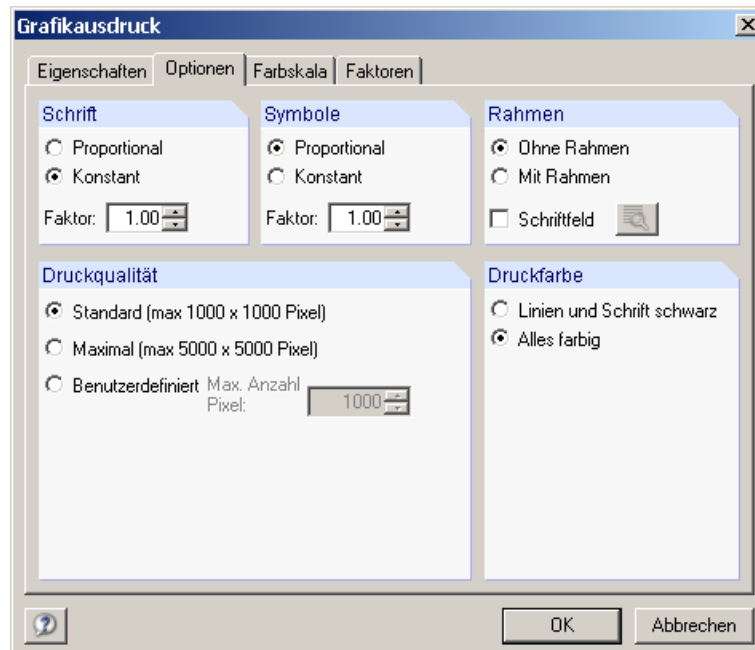 Grafikausdruck
Eigenschaften Optionen Farbskala Faktoren
Schrift
Proportional
Konstant
Faktor: 1.00
Symbole
Proportional
Konstant
Faktor: 1.00
Rahmen
Ohne Rahmen
Mit Rahmen
Schriftfeld
Druckqualität
Standard (max 1000 x 1000 Pixel)
Maximal (max 5000 x 5000 Pixel)
Benutzerdefiniert Max. Anzahl
Pixel: 1000
Druckfarbe
Linien und Schrift schwarz
Alles farbig
OK Abbrechen